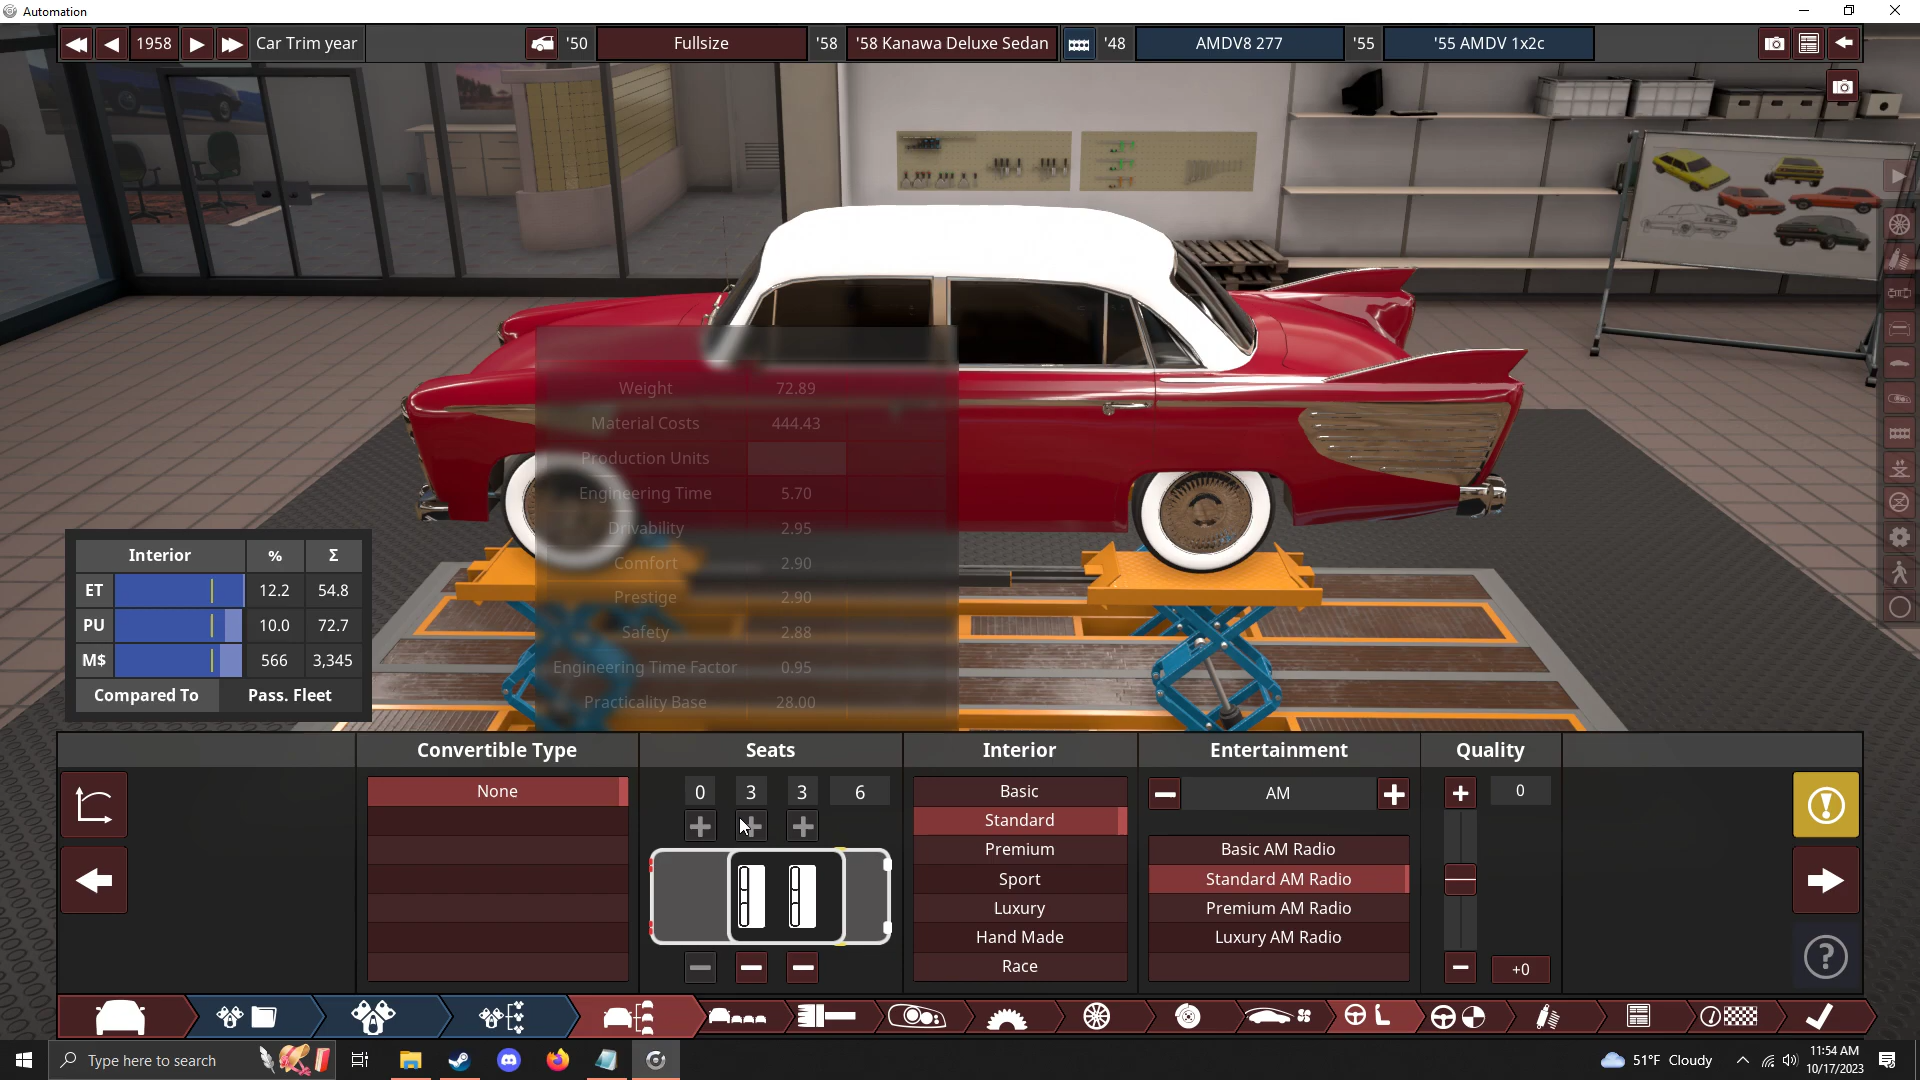 Automation
1958 Car Trim year
'50 Fullsize '58 '58 Kanawa Deluxe Sedan '48 AMDV8 277 '55 '55 AMDV 1x2c
Weight 72.89
Material Costs 444.43
Production Units
Engineering Time 5.70
Drivability 2.95
Comfort 2.90
Prestige 2.90
Safety 2.88
Engineering Time Factor 0.95
Practicality Base 28.00
Interior % Σ
ET 12.2 54.8
PU 10.0 72.7
M$ 566 3,345
Compared To Pass. Fleet
Convertible Type
None
Seats
0 3 3 6
Interior
Basic
Standard
Premium
Sport
Luxury
Hand Made
Race
Entertainment
AM
Basic AM Radio
Standard AM Radio
Premium AM Radio
Luxury AM Radio
Quality
0
+0
Type here to search
51°F Cloudy
11:54 AM
10/17/2023